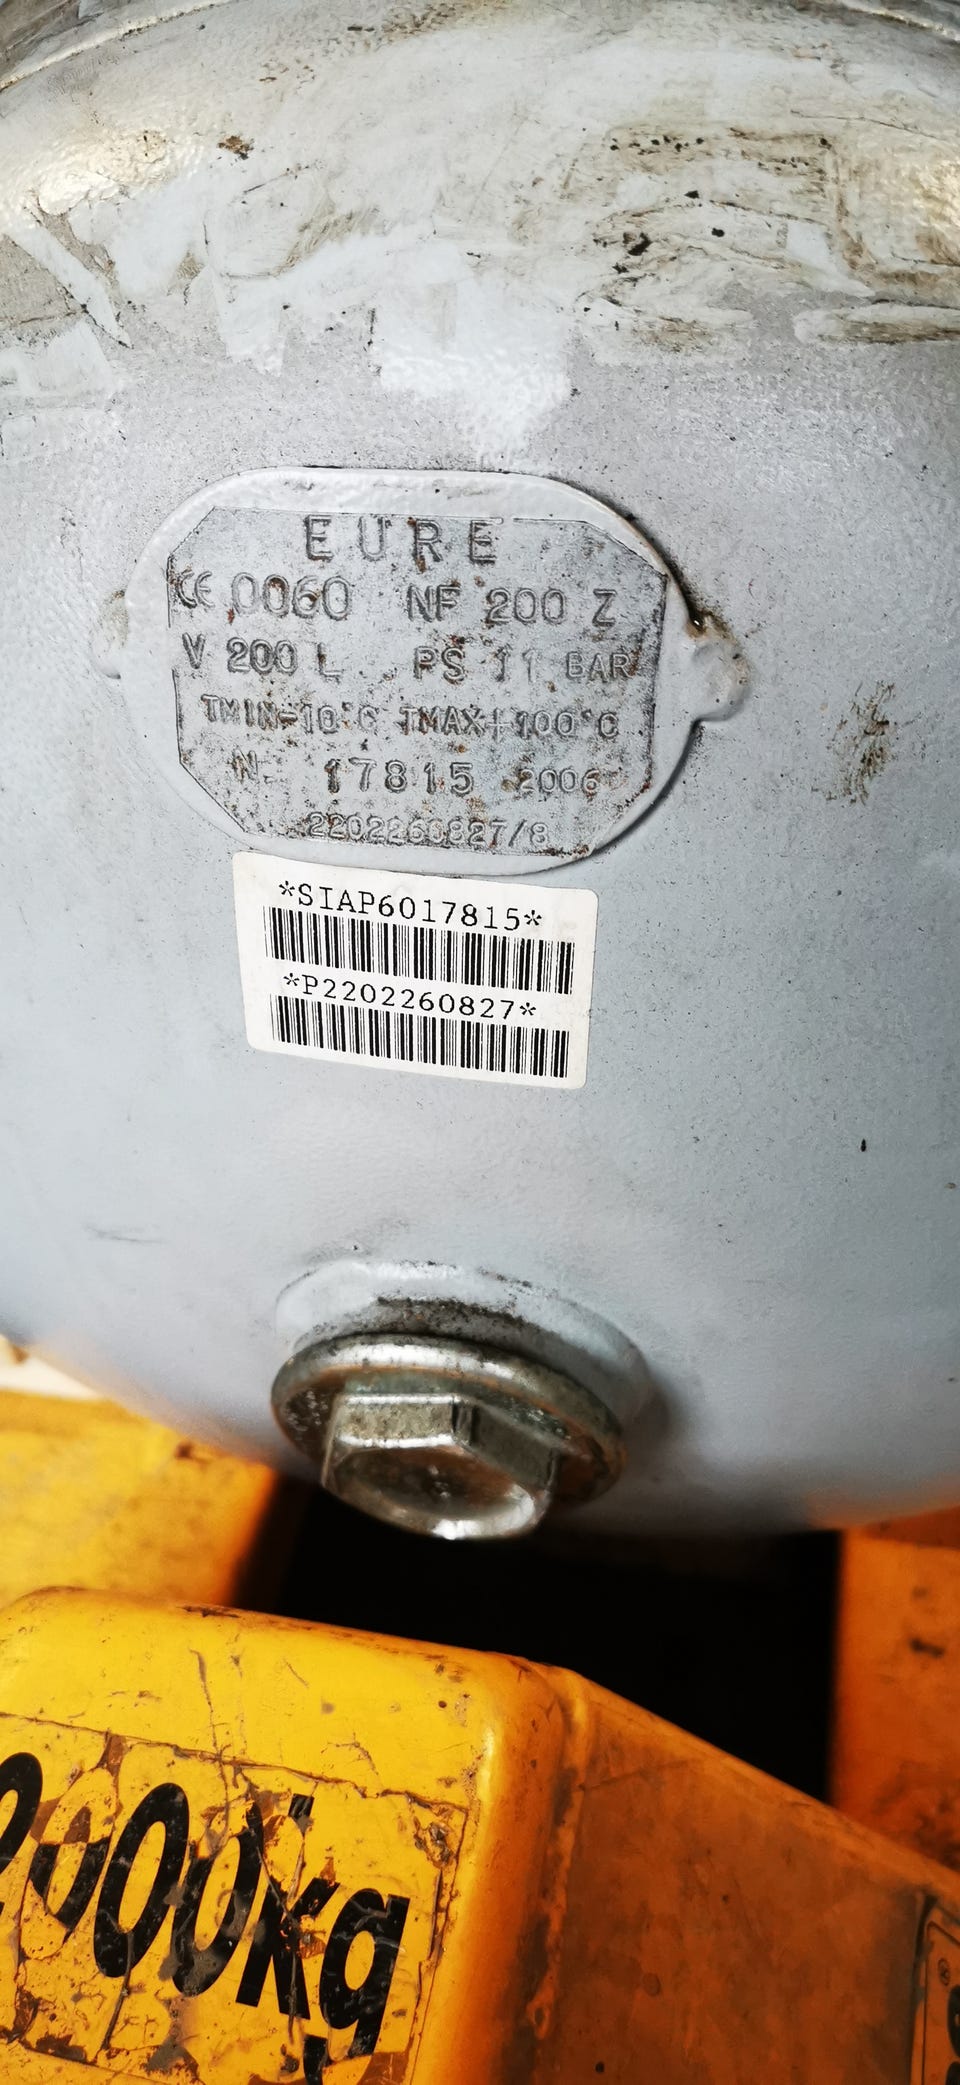 EURE
CE 0060 NF 200 Z
V 200 L PS 11 BAR
TMIN-10°C TMAX+100°C
N- 17815 2006
2202260827/8
*SIAP6017815*
*P2202260827*
2000kg